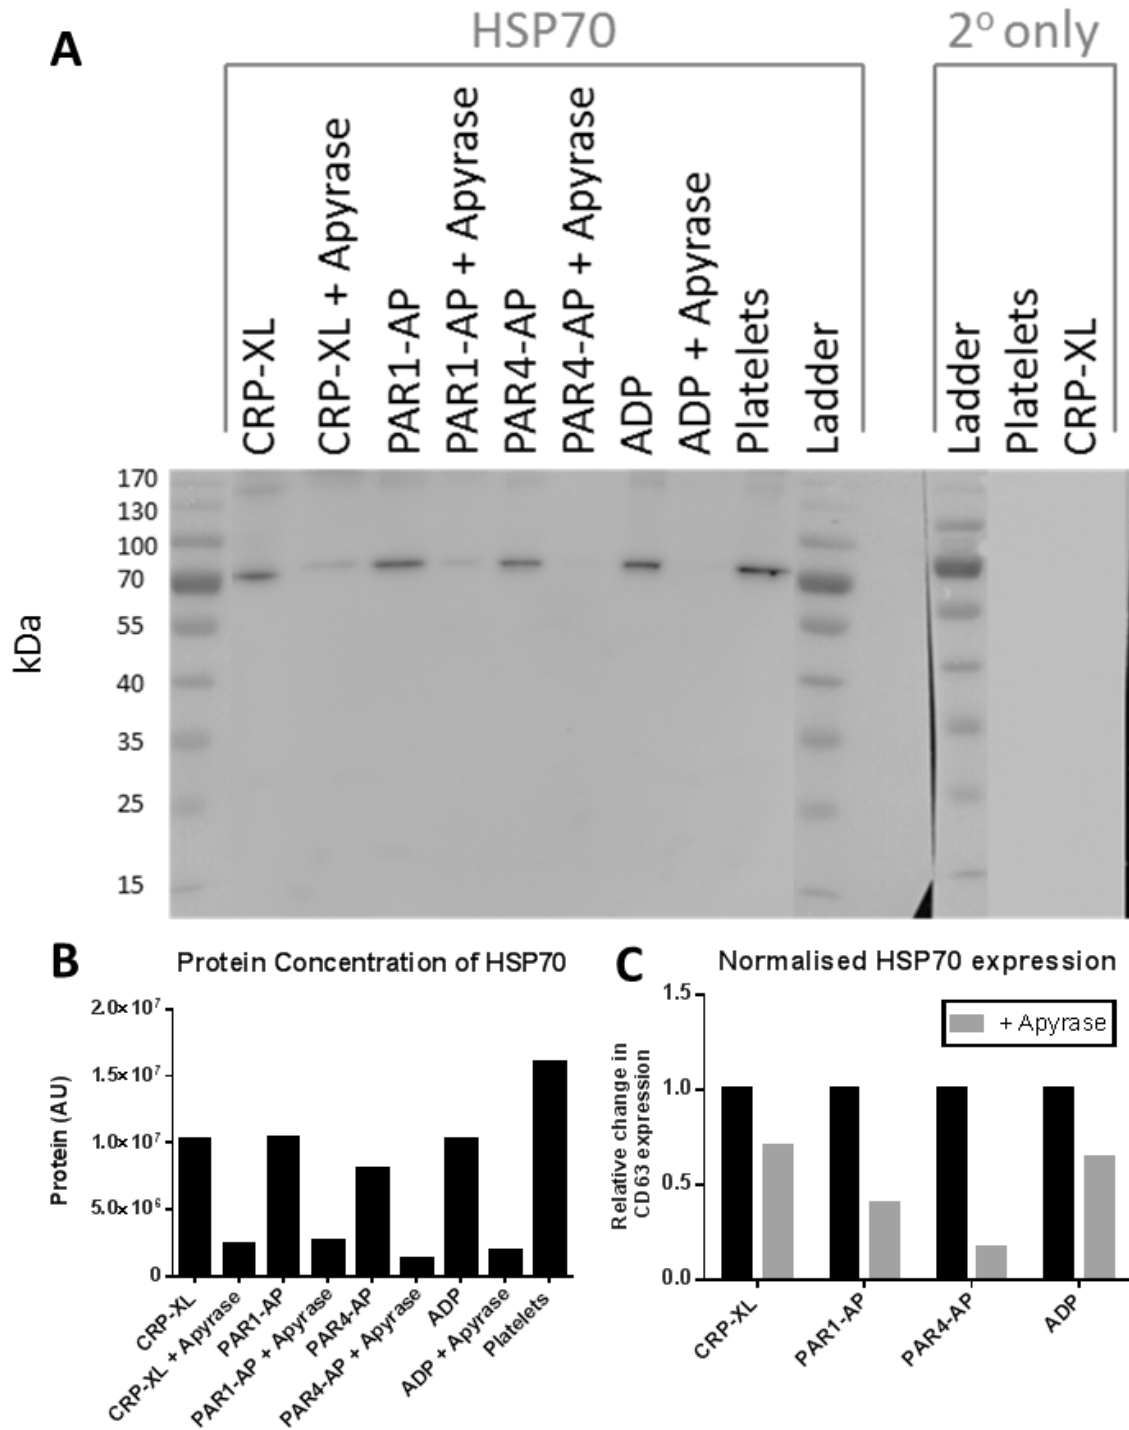 A
HSP70
2º only
CRP-XL
CRP-XL + Apyrase
PAR1-AP
PAR1-AP + Apyrase
PAR4-AP
PAR4-AP + Apyrase
ADP
ADP + Apyrase
Platelets
Ladder
Ladder
Platelets
CRP-XL
kDa
170
130
100
70
55
40
35
25
15
B
Protein Concentration of HSP70
Protein (AU)
2.0×10⁷
1.5×10⁷
1.0×10⁷
5.0×10⁶
0
CRP-XL
CRP-XL + Apyrase
PAR1-AP
PAR1-AP + Apyrase
PAR4-AP
PAR4-AP + Apyrase
ADP
ADP + Apyrase
Platelets
C
Normalised HSP70 expression
+ Apyrase
Relative change in
CD63 expression
1.5
1.0
0.5
0.0
CRP-XL
PAR1-AP
PAR4-AP
ADP